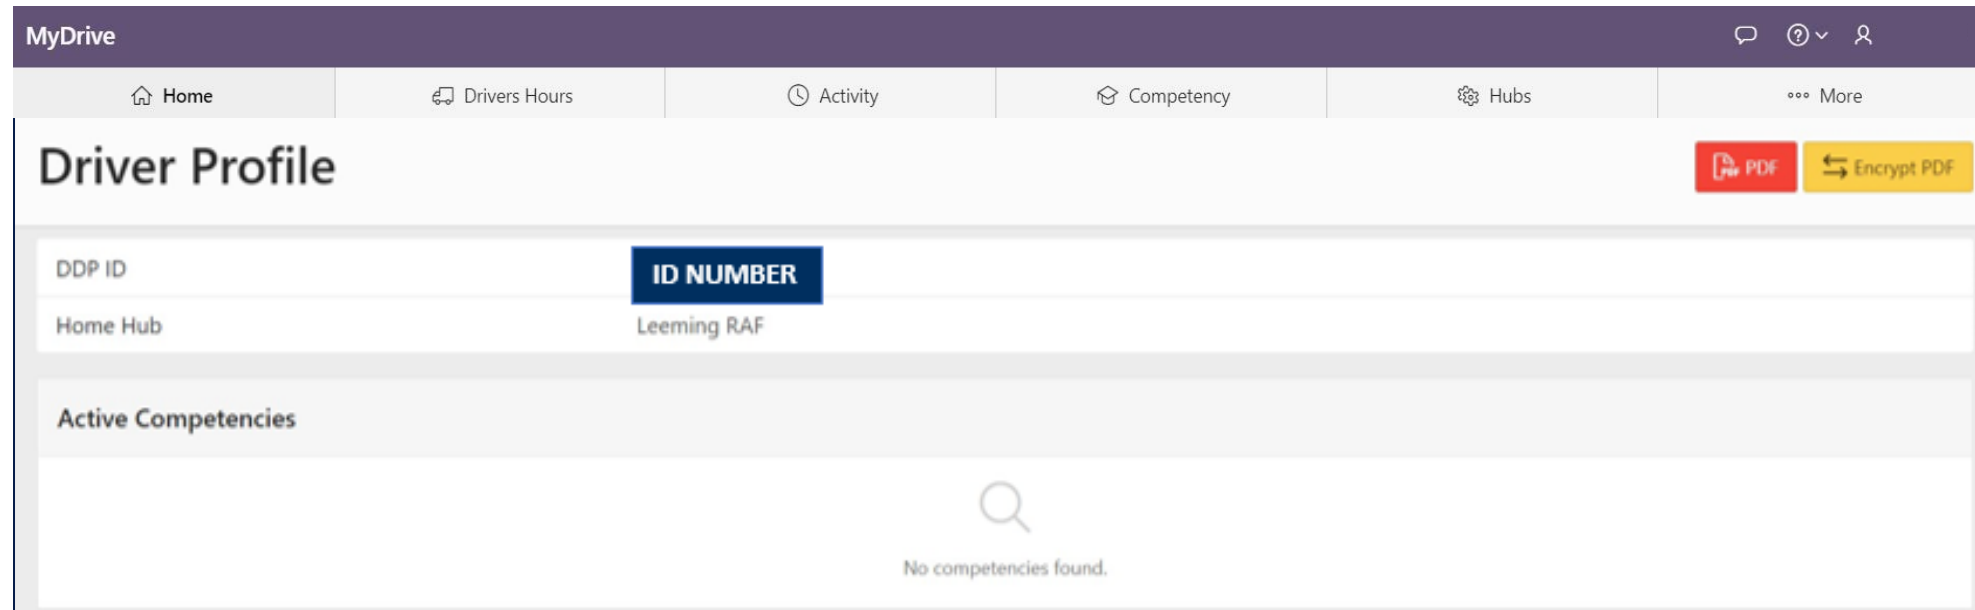 MyDrive
Home Drivers Hours Activity Competency Hubs More
Driver Profile
PDF Encrypt PDF
DDP ID ID NUMBER
Home Hub Leeming RAF
Active Competencies
No competencies found.